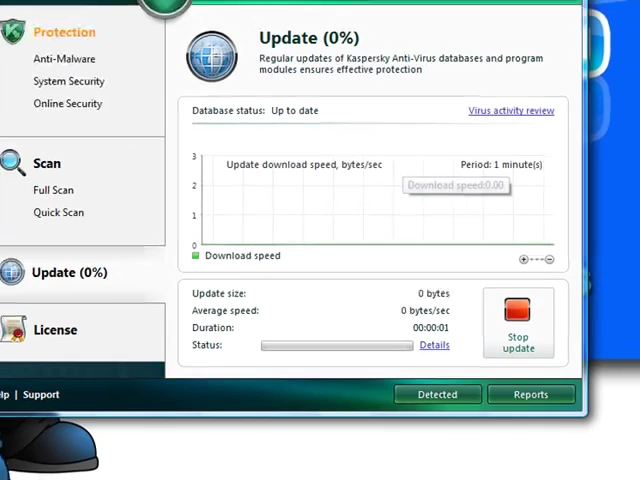 Protection
Anti-Malware
System Security
Online Security
Scan
Full Scan
Quick Scan
Update (0%)
License
Support
Update (0%)
Regular updates of Kaspersky Anti-Virus databases and program
modules ensures effective protection
Database status: Up to date
Virus activity review
Update download speed, bytes/sec
Period: 1 minute(s)
Download speed:0.00
3
2
1
0
Download speed
Update size: 0 bytes
Average speed: 0 bytes/sec
Duration: 00:00:01
Status:
Details
Stop
update
Detected
Reports